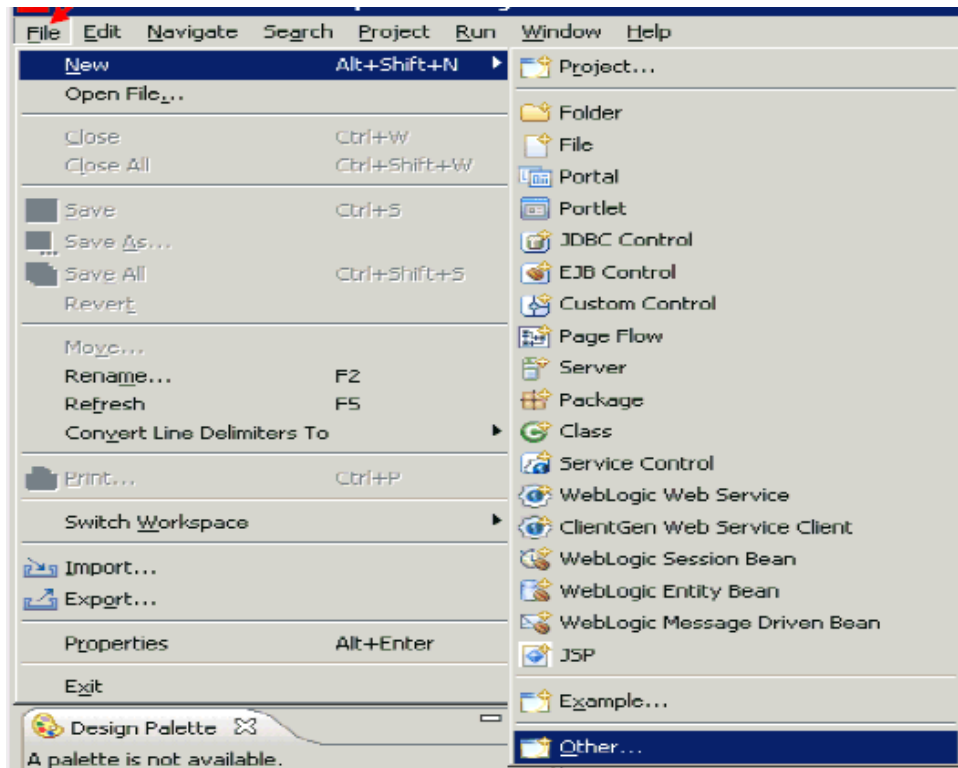 File Edit Navigate Search Project Run Window Help
New Alt+Shift+N
Open File...
Close Ctrl+W
Close All Ctrl+Shift+W
Save Ctrl+S
Save As...
Save All Ctrl+Shift+S
Revert
Move...
Rename... F2
Refresh F5
Convert Line Delimiters To
Print... Ctrl+P
Switch Workspace
Import...
Export...
Properties Alt+Enter
Exit
Project...
Folder
File
Portal
Portlet
JDBC Control
EJB Control
Custom Control
Page Flow
Server
Package
Class
Service Control
WebLogic Web Service
ClientGen Web Service Client
WebLogic Session Bean
WebLogic Entity Bean
WebLogic Message Driven Bean
JSP
Example...
Other...
Design Palette
A palette is not available.